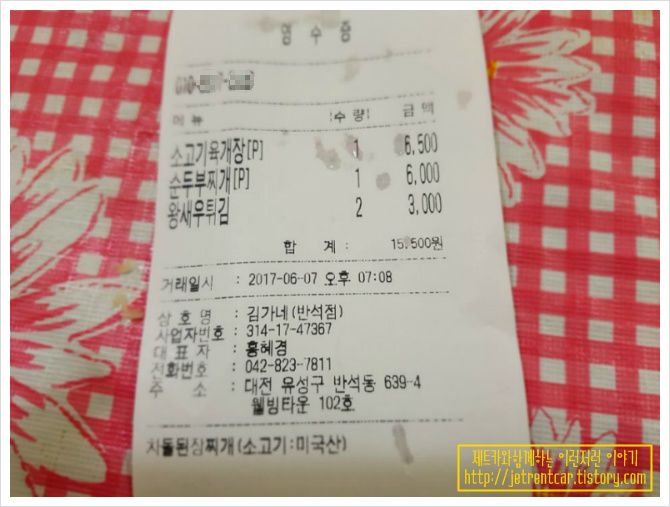 영 수 증
메 뉴 수 량 금 액
소고기육개장[P] 1 6,500
순두부찌개[P] 1 6,000
왕새우튀김 2 3,000
합 계 : 15,500원
거래일시 : 2017-06-07 오후 07:08
상 호 명 : 김가네(반석점)
사업자번호 : 314-17-47367
대 표 자 : 홍혜경
전화번호 : 042-823-7811
주 소 : 대전 유성구 반석동 639-4
웰빙타운 102호
차돌된장찌개(소고기:미국산)
제트카와함께하는 이런저런 이야기
http://jetrentcar.tistory.com